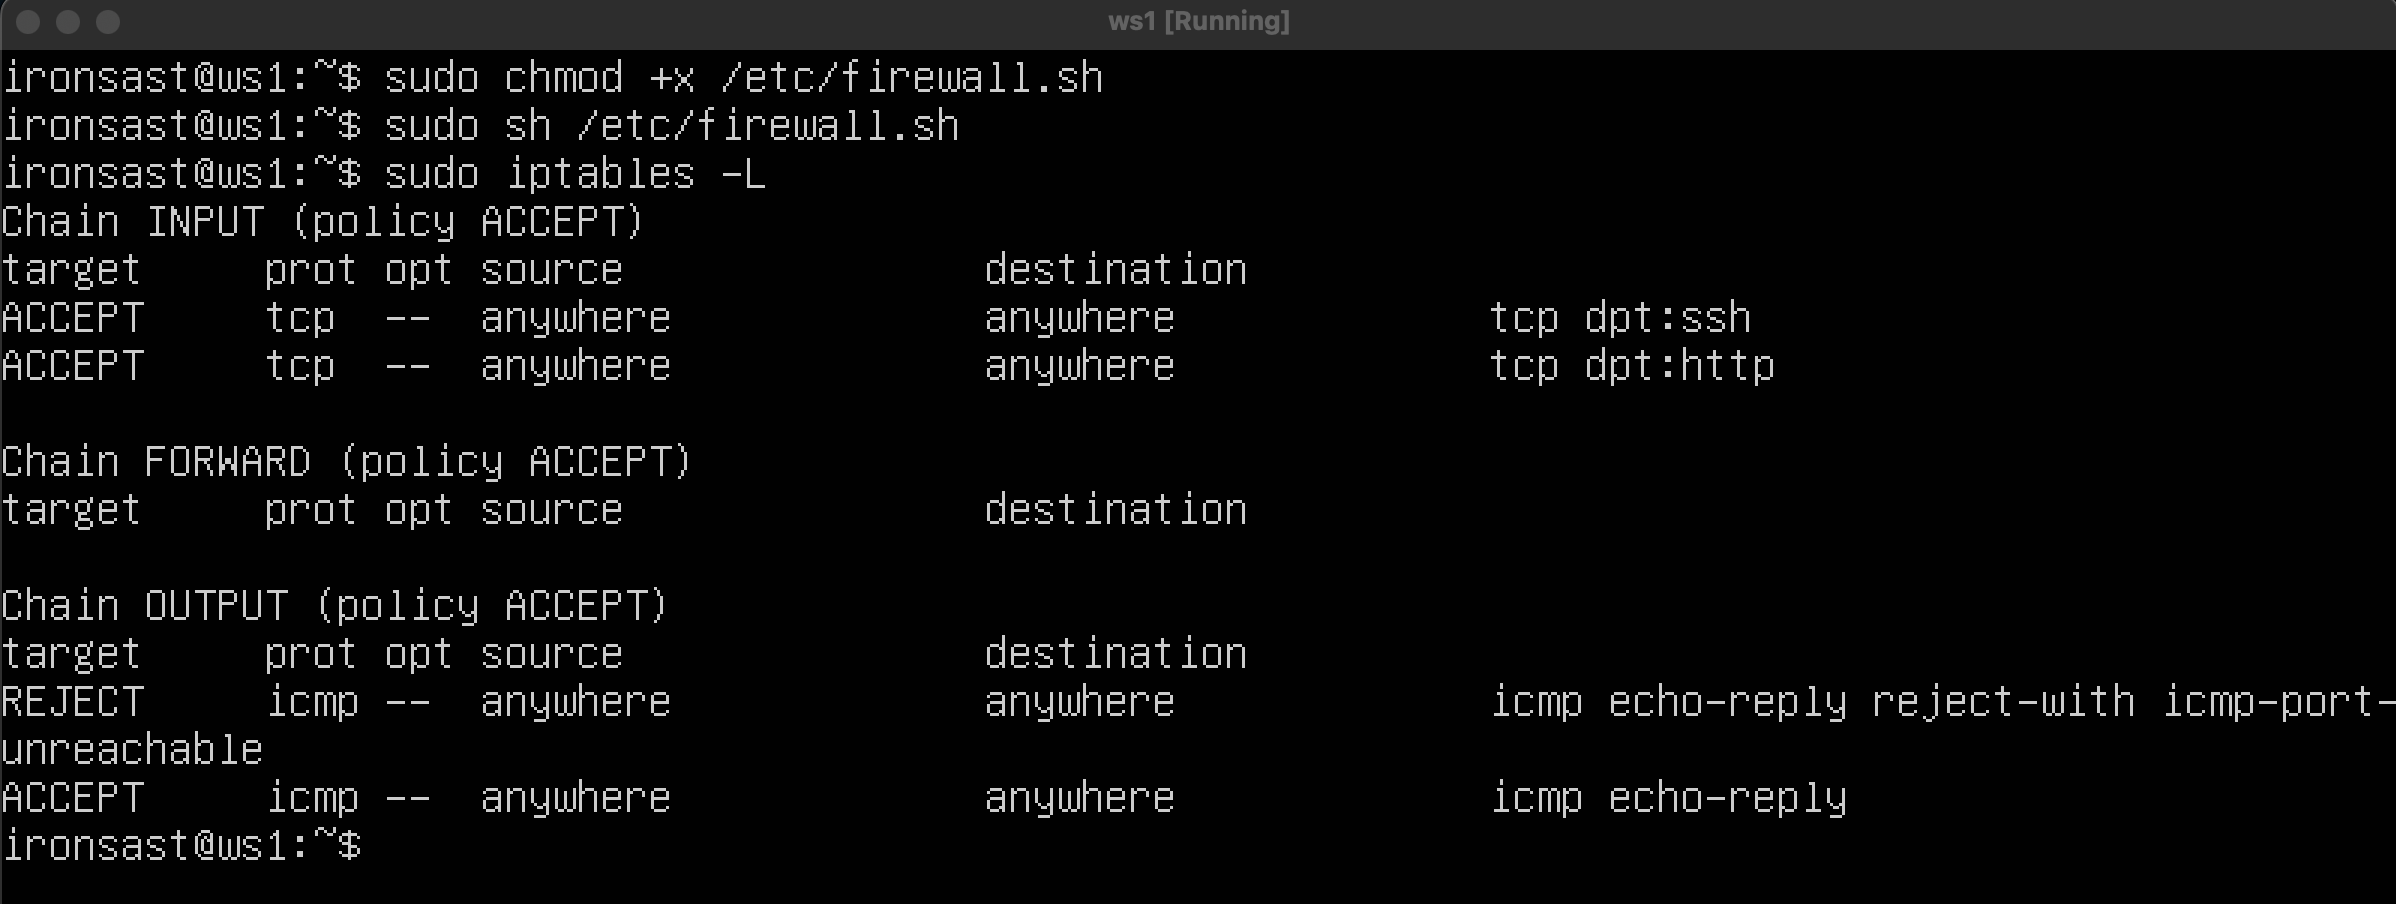 ws1 [Running]
ironsast@ws1:~$ sudo chmod +x /etc/firewall.sh
ironsast@ws1:~$ sudo sh /etc/firewall.sh
ironsast@ws1:~$ sudo iptables -L
Chain INPUT (policy ACCEPT)
target     prot opt source               destination
ACCEPT     tcp  --  anywhere             anywhere             tcp dpt:ssh
ACCEPT     tcp  --  anywhere             anywhere             tcp dpt:http

Chain FORWARD (policy ACCEPT)
target     prot opt source               destination

Chain OUTPUT (policy ACCEPT)
target     prot opt source               destination
REJECT     icmp --  anywhere             anywhere             icmp echo-reply reject-with icmp-port-
unreachable
ACCEPT     icmp --  anywhere             anywhere             icmp echo-reply
ironsast@ws1:~$